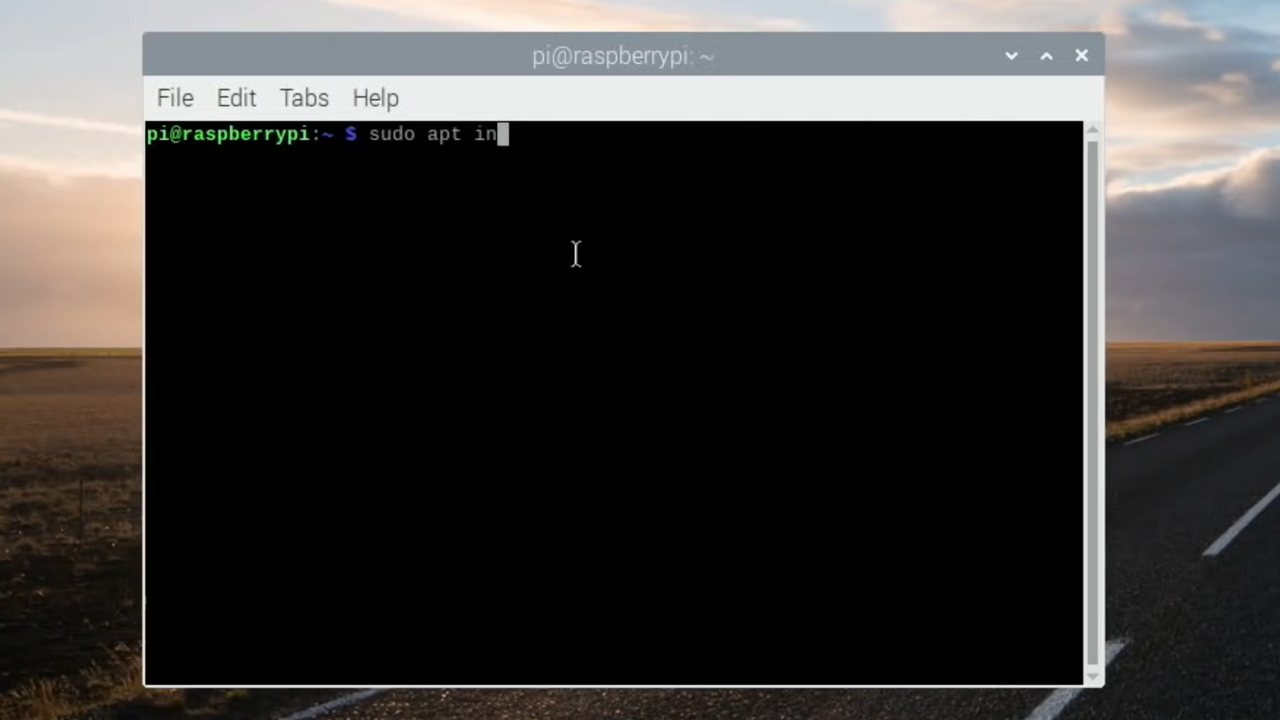 pi@raspberrypi: ~
File Edit Tabs Help
pi@raspberrypi:~ $ sudo apt in